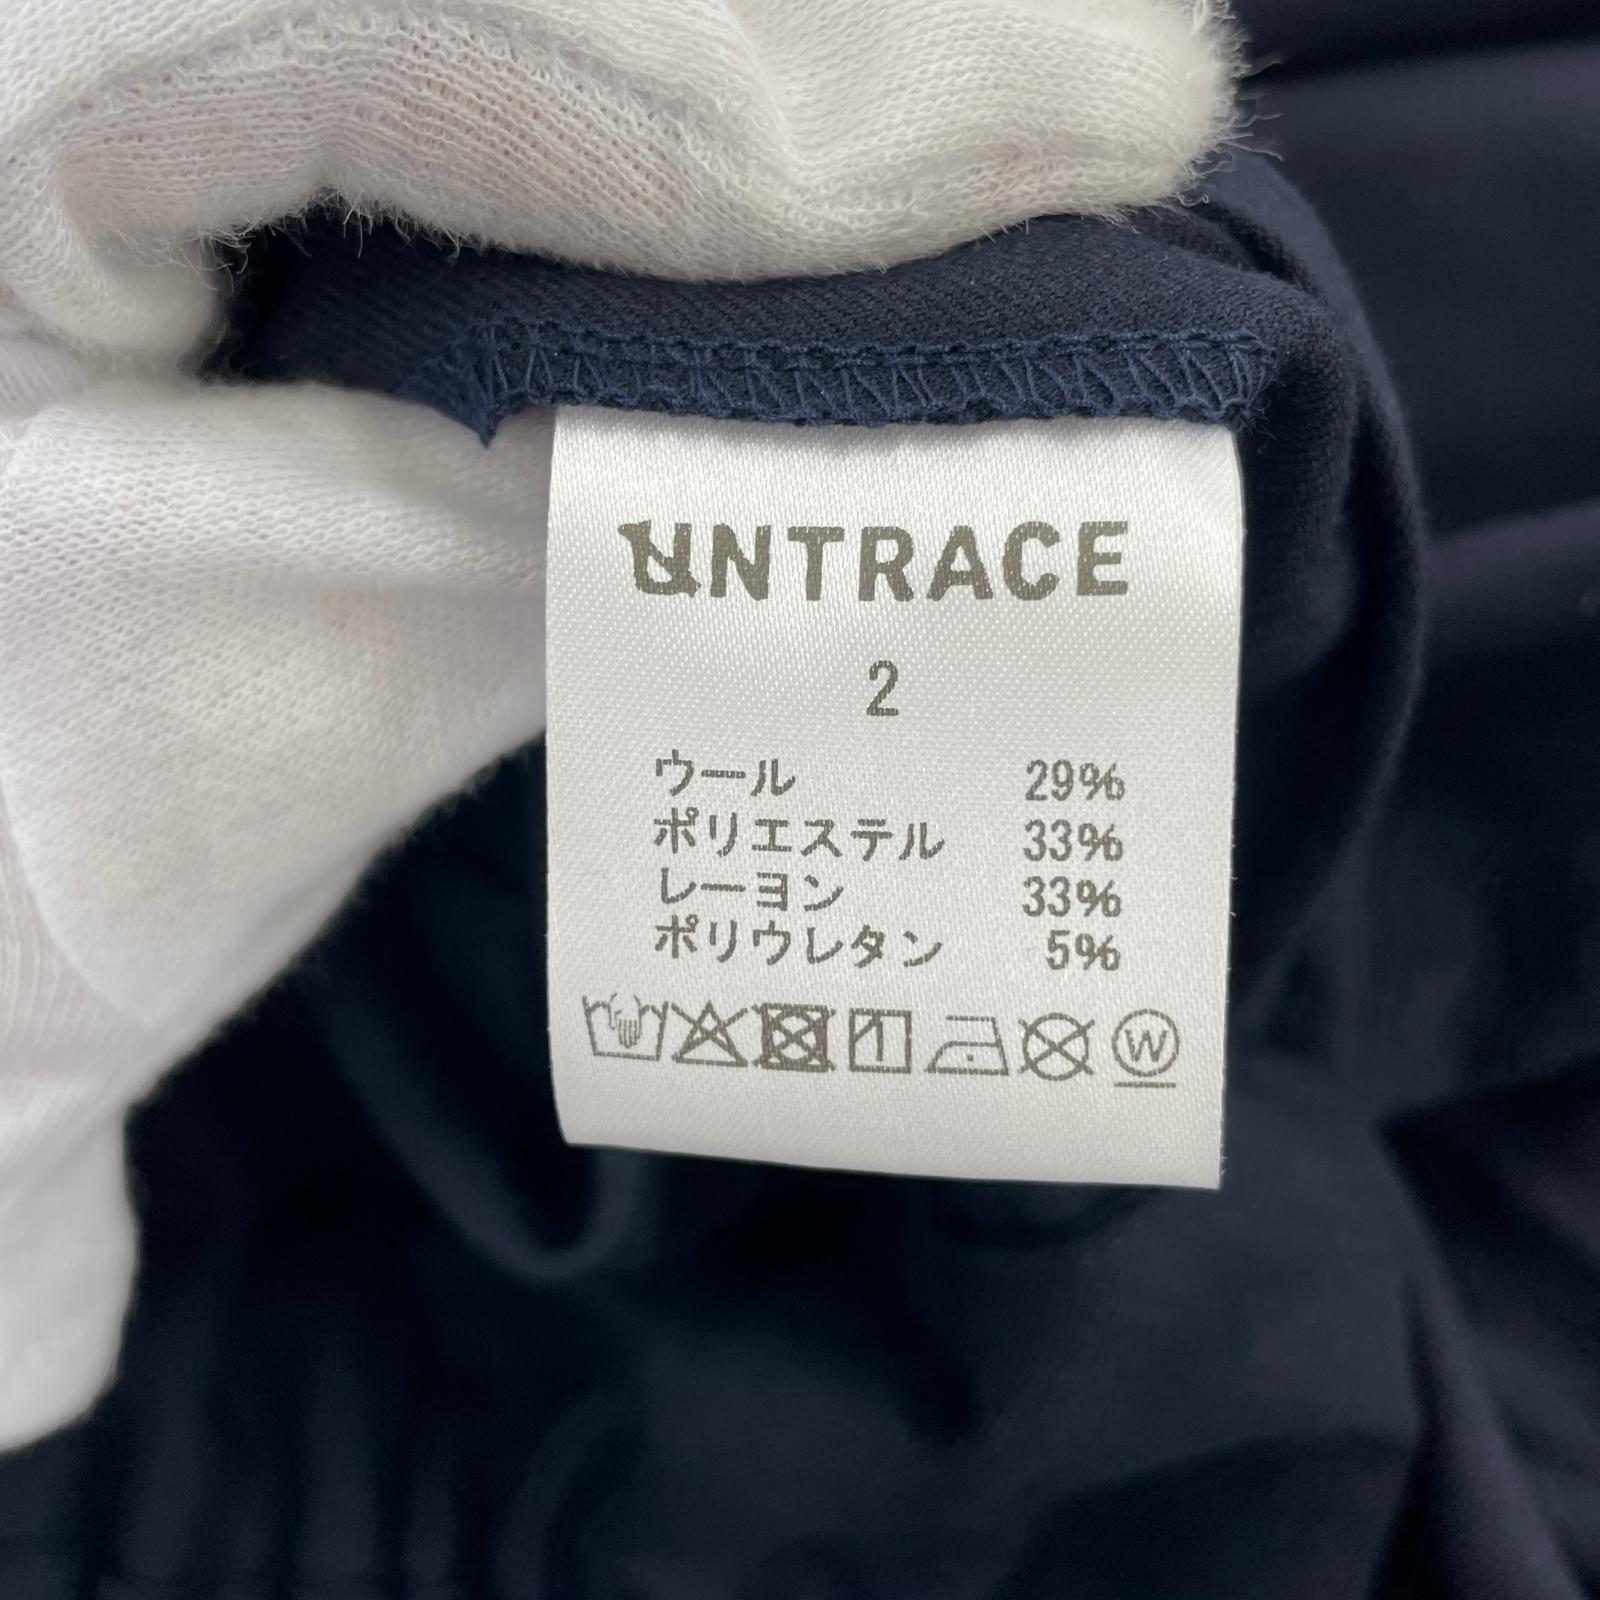 UNTRACE
2
ウール 29%
ポリエステル 33%
レーヨン 33%
ポリウレタン 5%
W